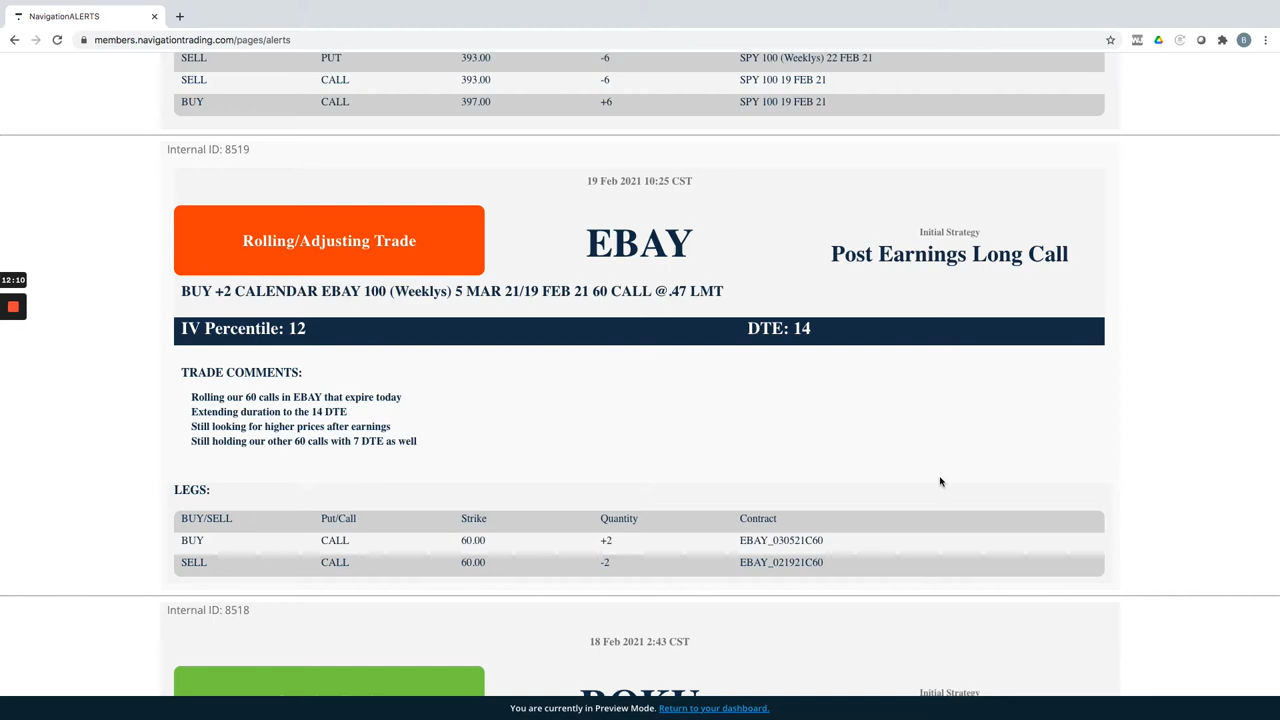 NavigationALERTS
members.navigationtrading.com/pages/alerts
SELL PUT 393.00 -6 SPY 100 (Weeklys) 22 FEB 21
SELL CALL 393.00 -6 SPY 100 19 FEB 21
BUY CALL 397.00 +6 SPY 100 19 FEB 21
Internal ID: 8519
19 Feb 2021 10:25 CST
Rolling/Adjusting Trade
EBAY
Initial Strategy
Post Earnings Long Call
12:10
BUY +2 CALENDAR EBAY 100 (Weeklys) 5 MAR 21/19 FEB 21 60 CALL @.47 LMT
IV Percentile: 12 DTE: 14
TRADE COMMENTS:
Rolling our 60 calls in EBAY that expire today
Extending duration to the 14 DTE
Still looking for higher prices after earnings
Still holding our other 60 calls with 7 DTE as well
LEGS:
BUY/SELL Put/Call Strike Quantity Contract
BUY CALL 60.00 +2 EBAY_030521C60
SELL CALL 60.00 -2 EBAY_021921C60
Internal ID: 8518
18 Feb 2021 2:43 CST
ROKU
Initial Strategy
You are currently in Preview Mode. Return to your dashboard.